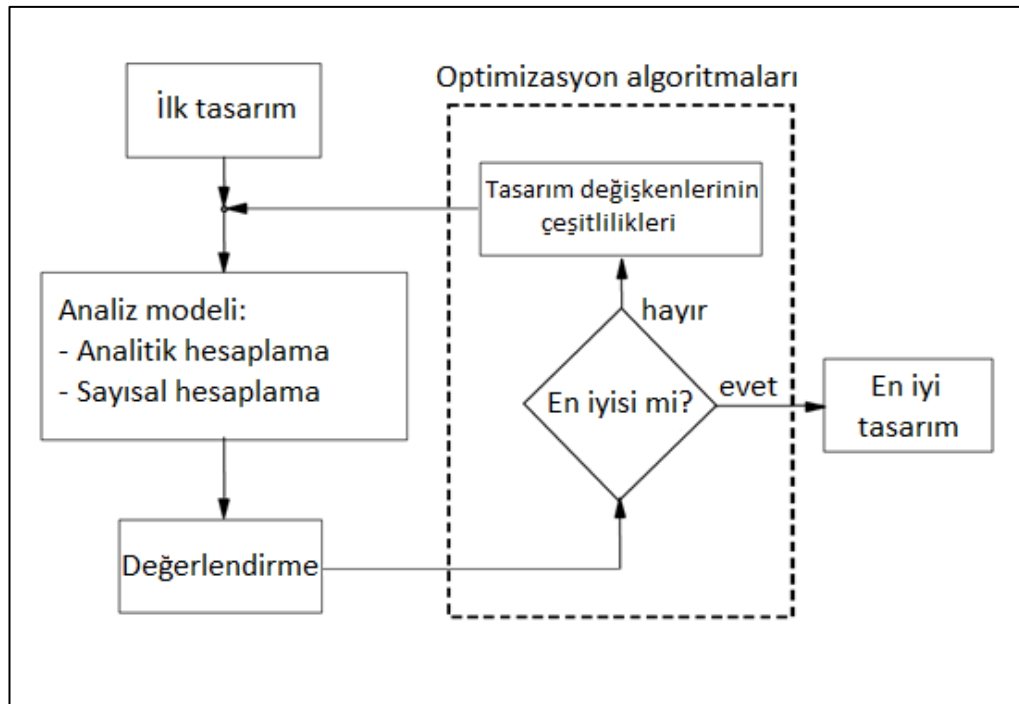 İlk tasarım
Optimizasyon algoritmaları
Tasarım değişkenlerinin
çeşitlilikleri
Analiz modeli:
- Analitik hesaplama
- Sayısal hesaplama
hayır
En iyisi mi?
evet
En iyi
tasarım
Değerlendirme